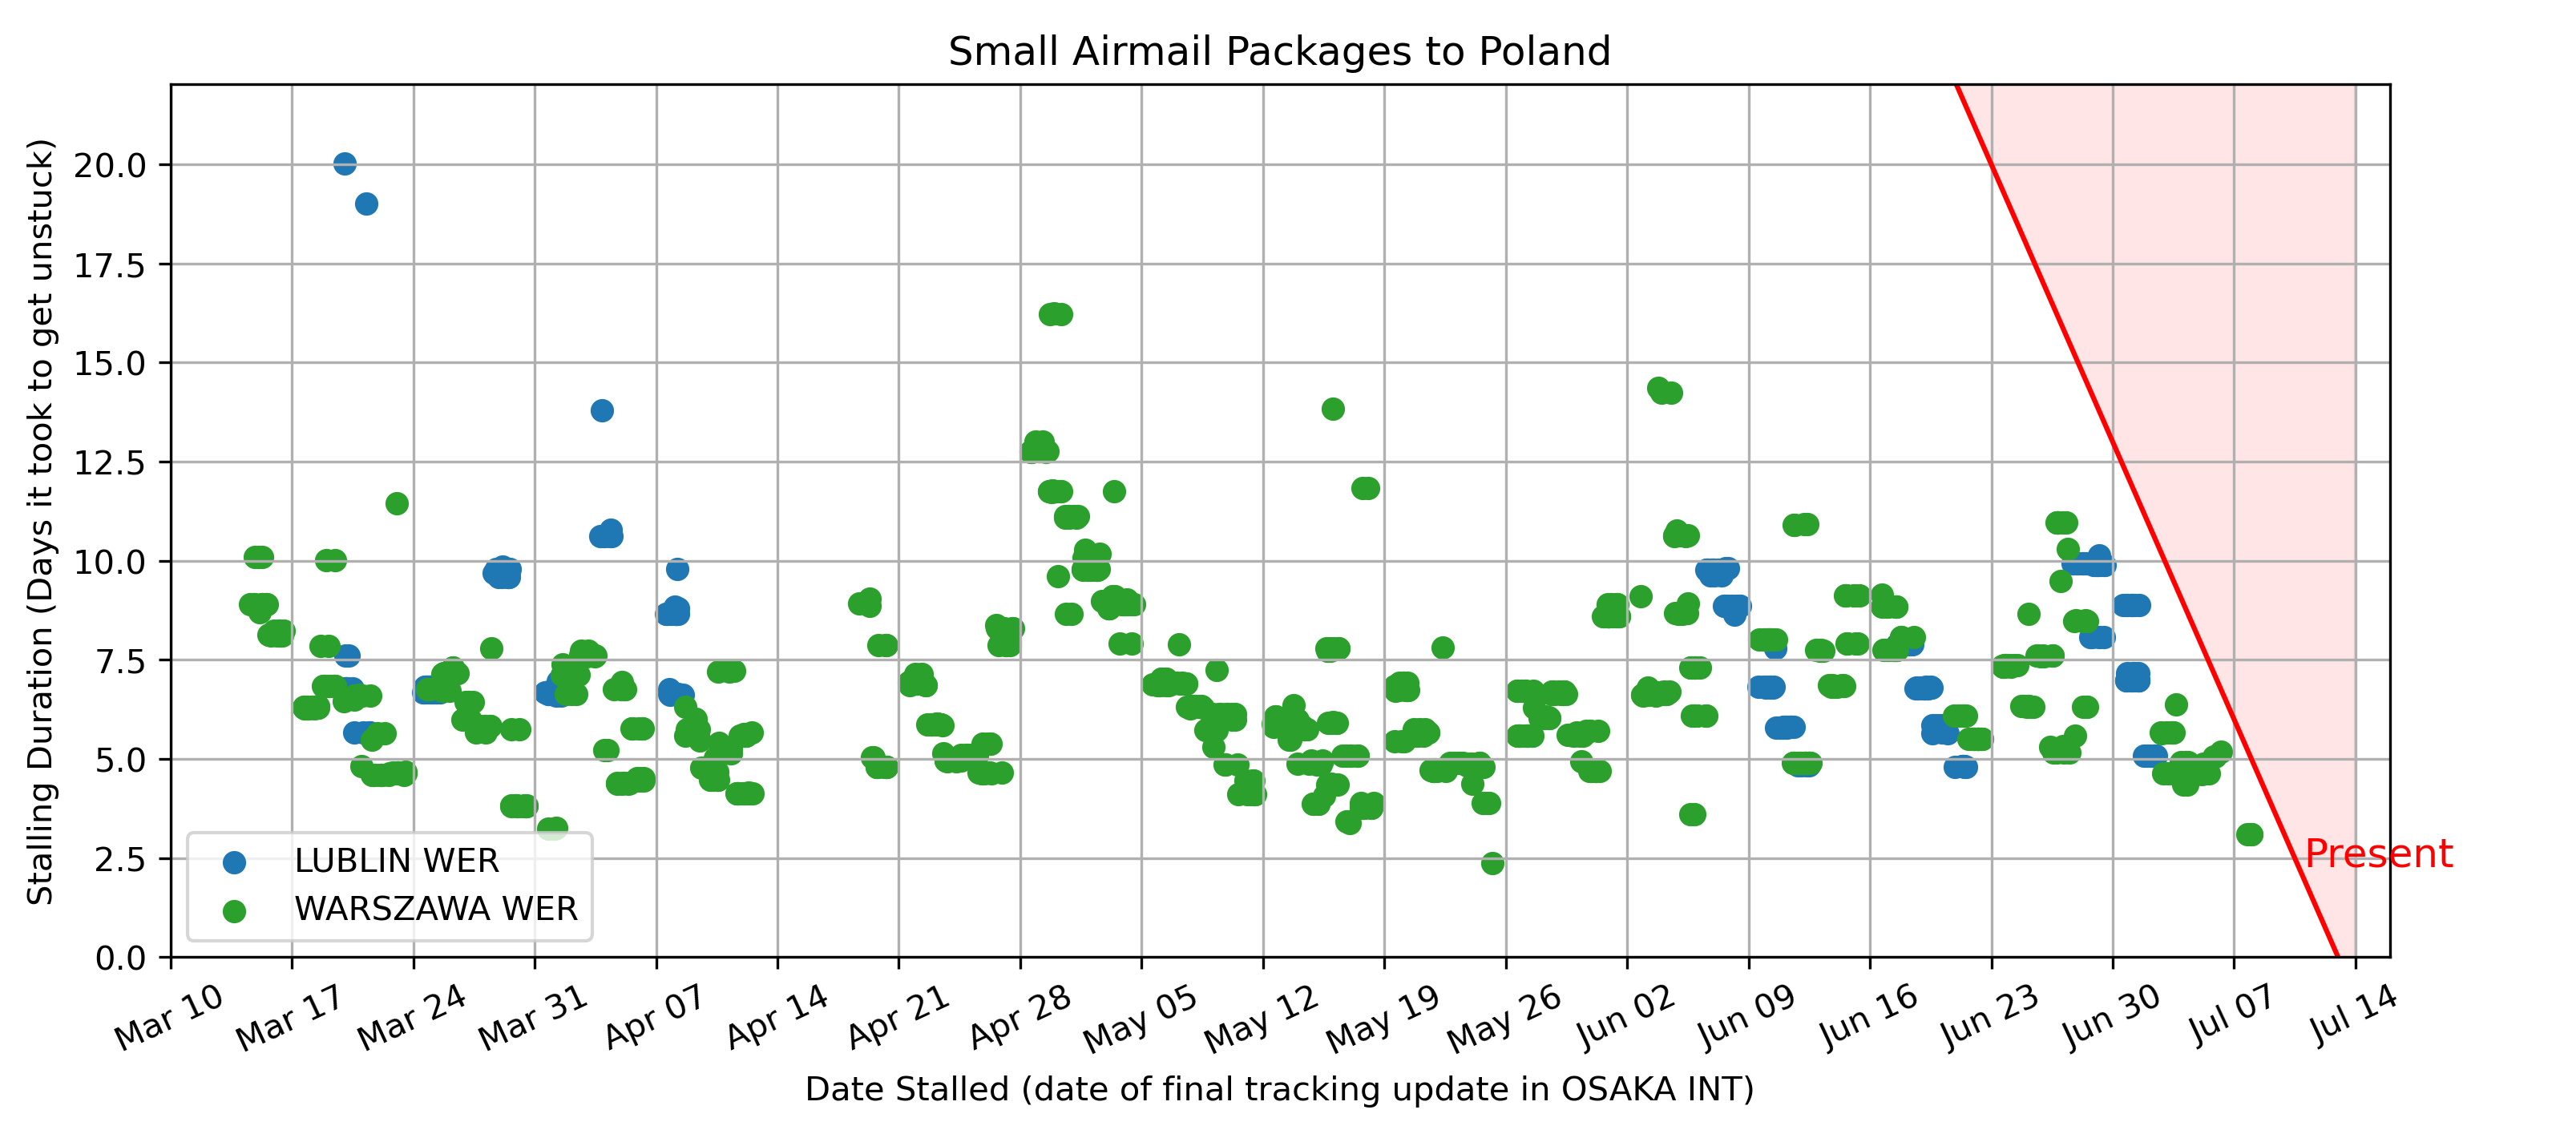 Small Airmail Packages to Poland
Stalling Duration (Days it took to get unstuck)
20.0
17.5
15.0
12.5
10.0
7.5
5.0
2.5
0.0
LUBLIN WER
WARSZAWA WER
Present
Mar 10
Mar 17
Mar 24
Mar 31
Apr 07
Apr 14
Apr 21
Apr 28
May 05
May 12
May 19
May 26
Jun 02
Jun 09
Jun 16
Jun 23
Jun 30
Jul 07
Jul 14
Date Stalled (date of final tracking update in OSAKA INT)